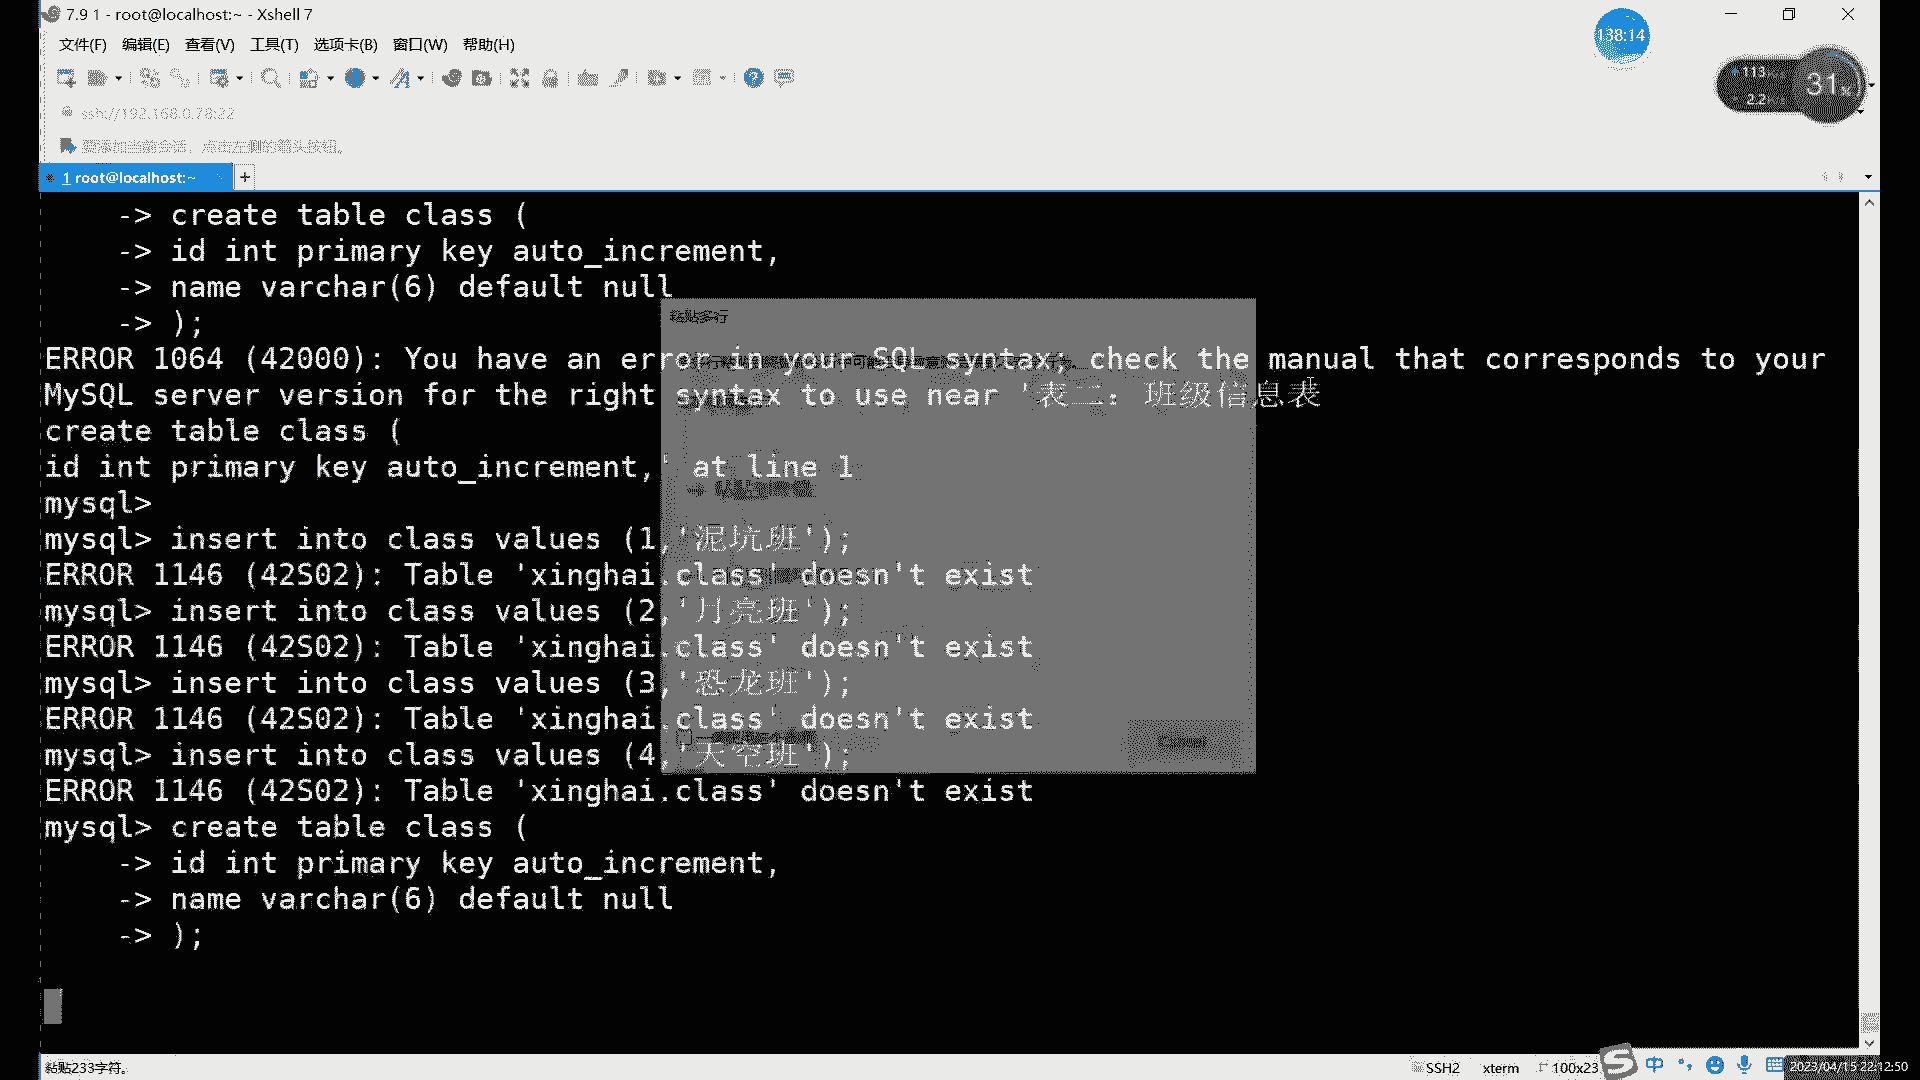 7.9 1 - root@localhost:~ - Xshell 7
138:14
文件(F) 编辑(E) 查看(V) 工具(T) 选项卡(B) 窗口(W) 帮助(H)
113
31%
2.2
ssh://192.168.0.78:22
要添加当前会话，点击左侧的箭头按钮。
1 root@localhost:~ +
-> create table class (
-> id int primary key auto_increment,
-> name varchar(6) default null
-> );
粘贴多行
ERROR 1064 (42000): You have an error in your SQL syntax; check the manual that corresponds to your
MySQL server version for the right syntax to use near '表二：班级信息表
create table class (
id int primary key auto_increment,' at line 1
mysql>
mysql> insert into class values (1,'泥坑班');
ERROR 1146 (42S02): Table 'xinghai.class' doesn't exist
mysql> insert into class values (2,'月亮班');
ERROR 1146 (42S02): Table 'xinghai.class' doesn't exist
mysql> insert into class values (3,'恐龙班');
ERROR 1146 (42S02): Table 'xinghai.class' doesn't exist
Cancel
mysql> insert into class values (4,'天空班');
ERROR 1146 (42S02): Table 'xinghai.class' doesn't exist
mysql> create table class (
-> id int primary key auto_increment,
-> name varchar(6) default null
-> );
粘贴233字符。
SSH2 xterm 100x23 中 2023/04/15 22:12:50